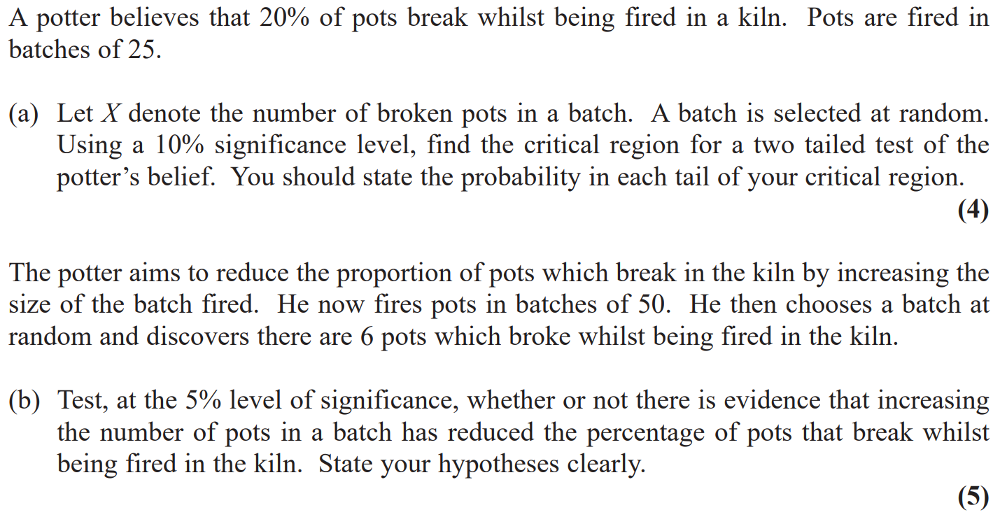 A potter believes that 20% of pots break whilst being fired in a kiln. Pots are fired in
batches of 25.
(a) Let X denote the number of broken pots in a batch. A batch is selected at random.
Using a 10% significance level, find the critical region for a two tailed test of the
potter’s belief. You should state the probability in each tail of your critical region.
(4)
The potter aims to reduce the proportion of pots which break in the kiln by increasing the
size of the batch fired. He now fires pots in batches of 50. He then chooses a batch at
random and discovers there are 6 pots which broke whilst being fired in the kiln.
(b) Test, at the 5% level of significance, whether or not there is evidence that increasing
the number of pots in a batch has reduced the percentage of pots that break whilst
being fired in the kiln. State your hypotheses clearly.
(5)